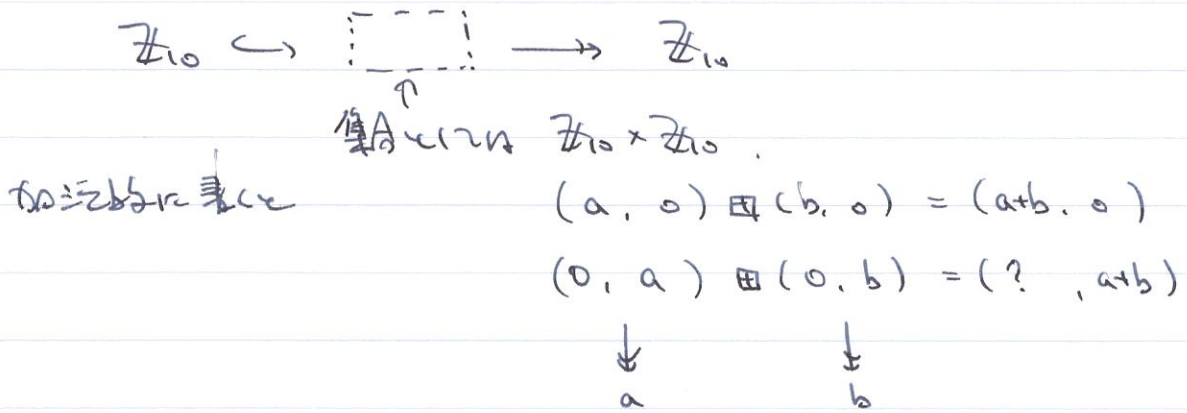 ℤ₁₀ ↪ [ ] ↠ ℤ₁₀
↑
集合としては ℤ₁₀ × ℤ₁₀ .
加法的に書くと (a, 0) ⊞ (b, 0) = (a+b, 0)
(0, a) ⊞ (0, b) = (? , a+b)
↓ ↓
a b